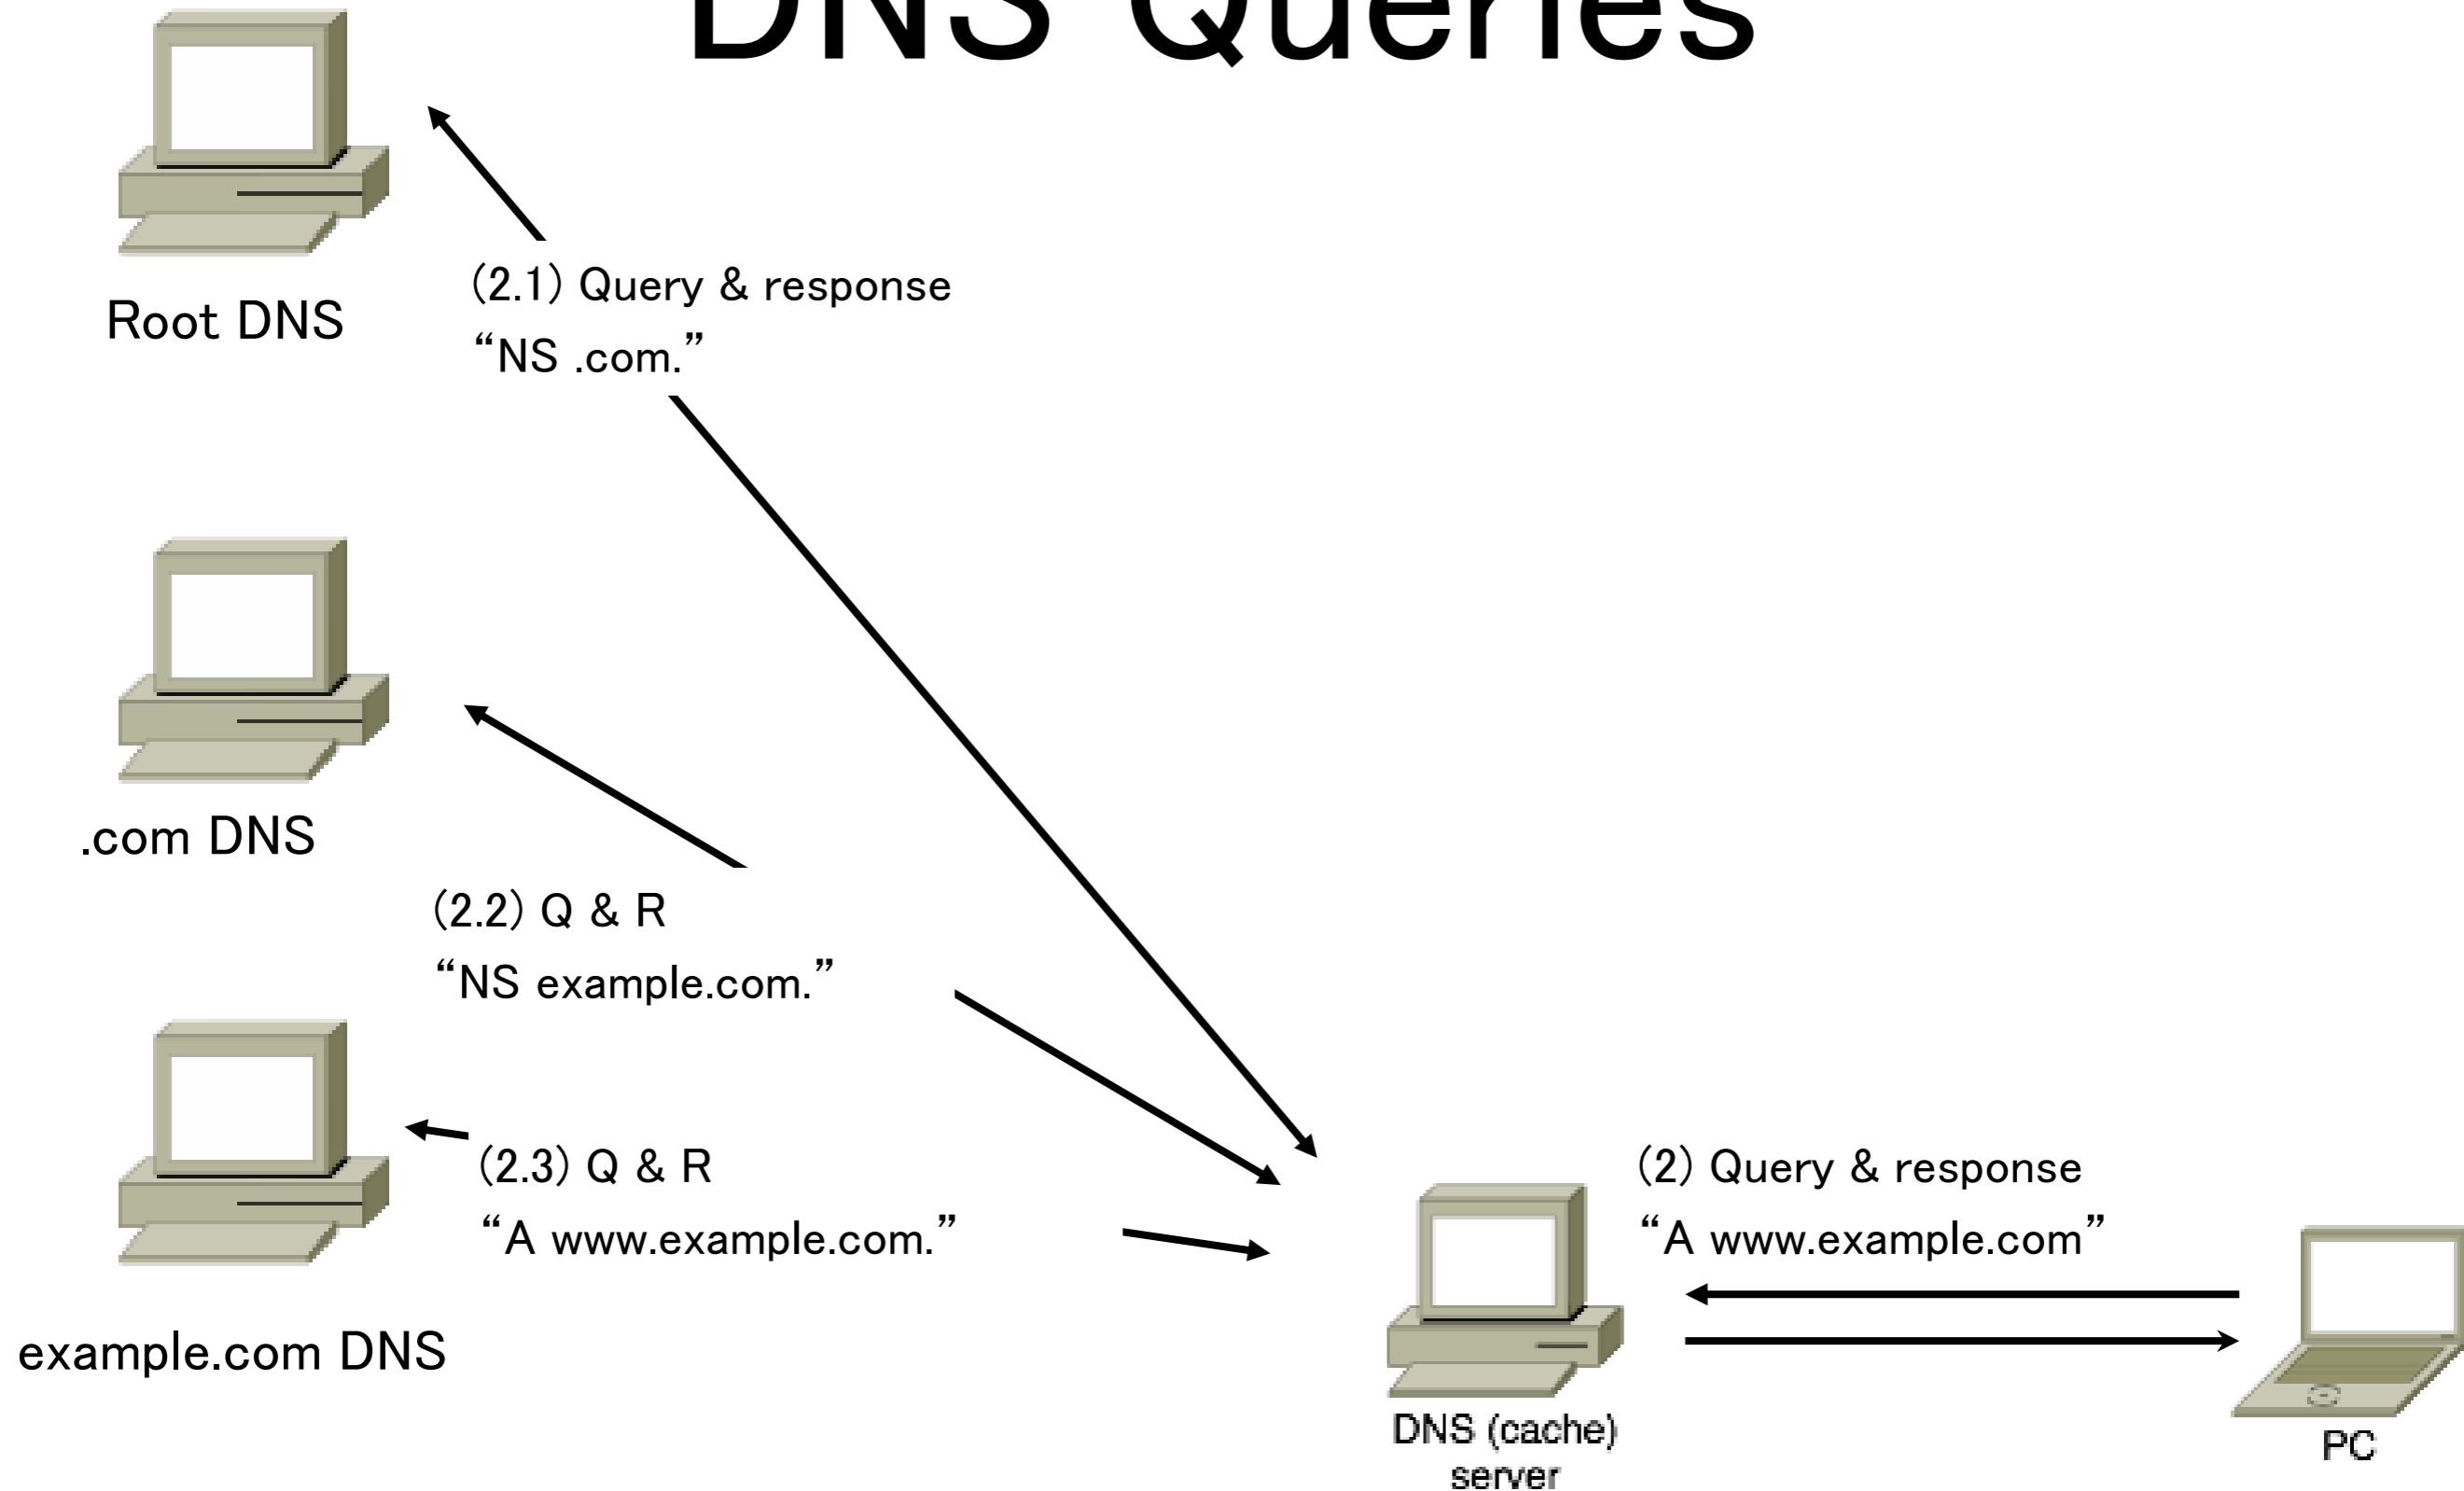 DNS Queries
(2.1) Query & response
“NS .com.”
Root DNS
.com DNS
(2.2) Q & R
“NS example.com.”
(2.3) Q & R
“A www.example.com.”
example.com DNS
(2) Query & response
“A www.example.com”
DNS (cache)
server
PC